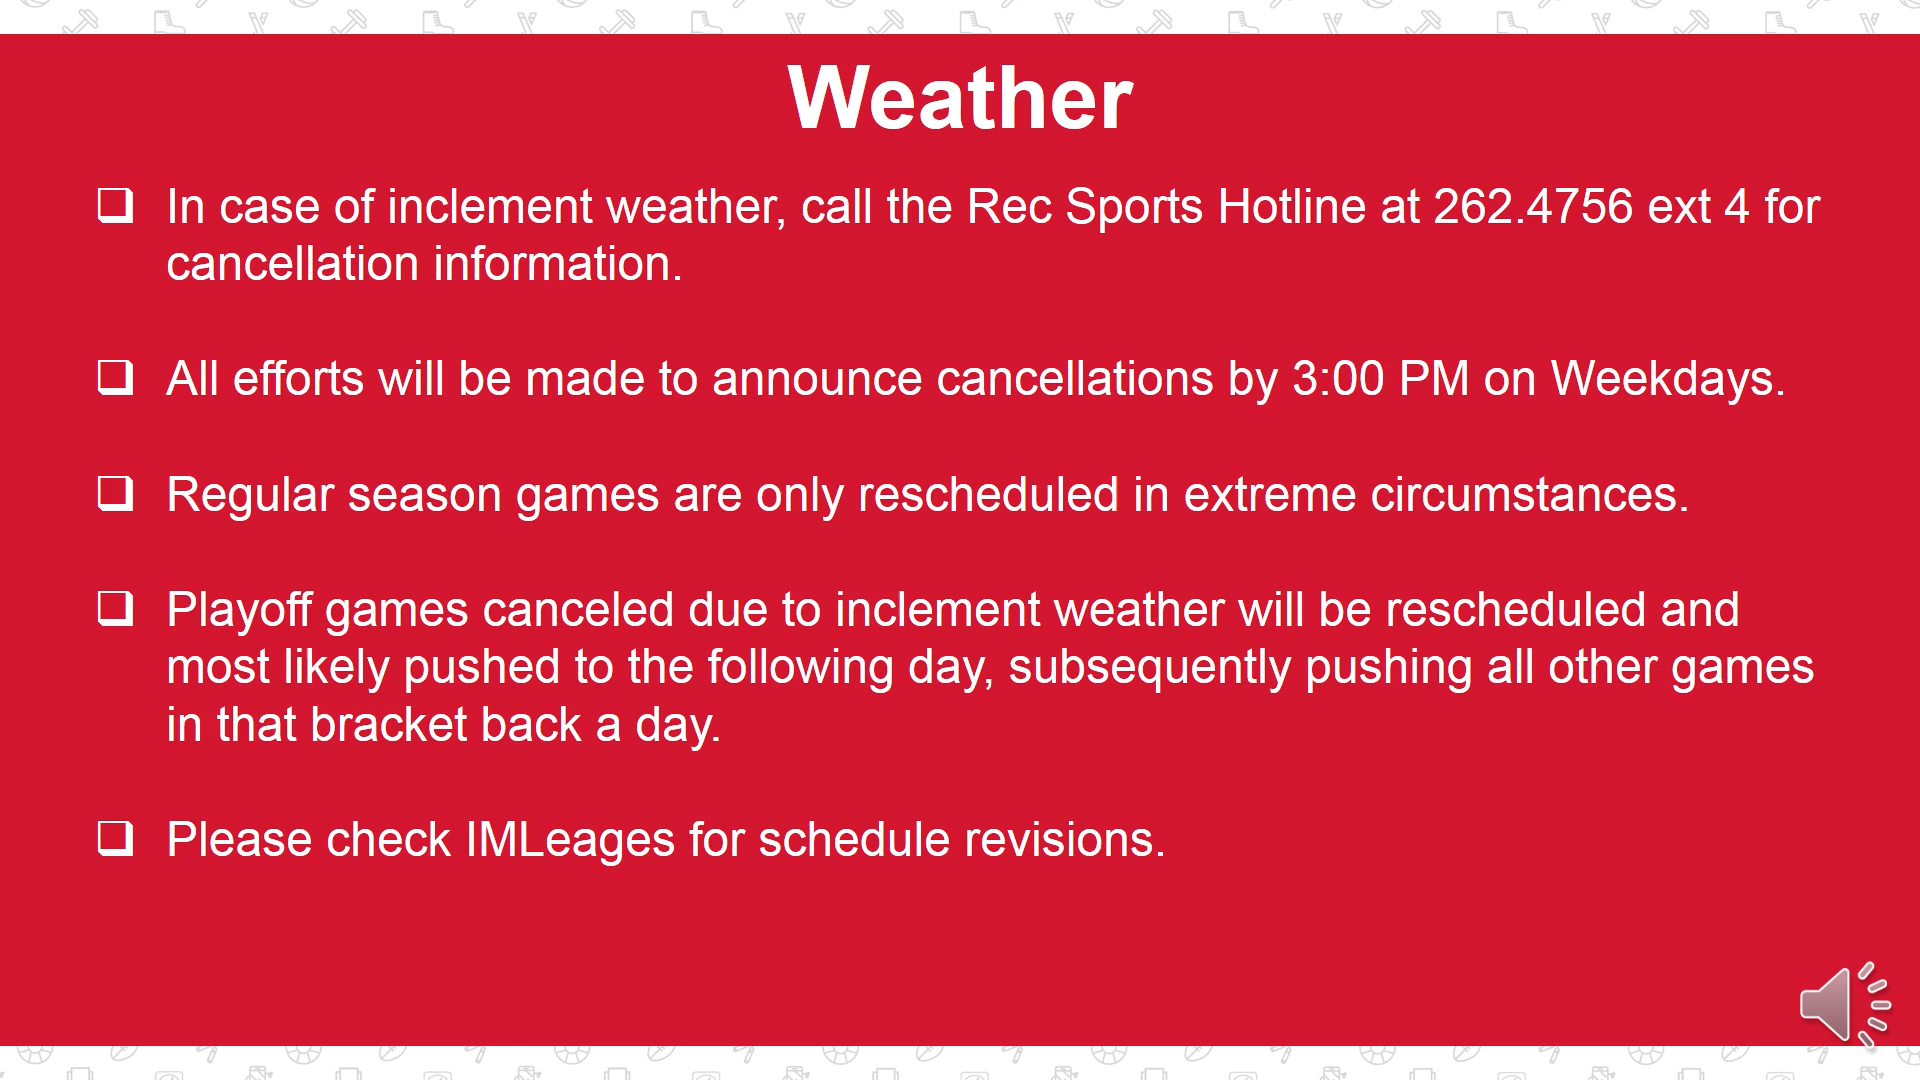 Weather
In case of inclement weather, call the Rec Sports Hotline at 262.4756 ext 4 for
cancellation information.
All efforts will be made to announce cancellations by 3:00 PM on Weekdays.
Regular season games are only rescheduled in extreme circumstances.
Playoff games canceled due to inclement weather will be rescheduled and
most likely pushed to the following day, subsequently pushing all other games
in that bracket back a day.
Please check IMLeages for schedule revisions.